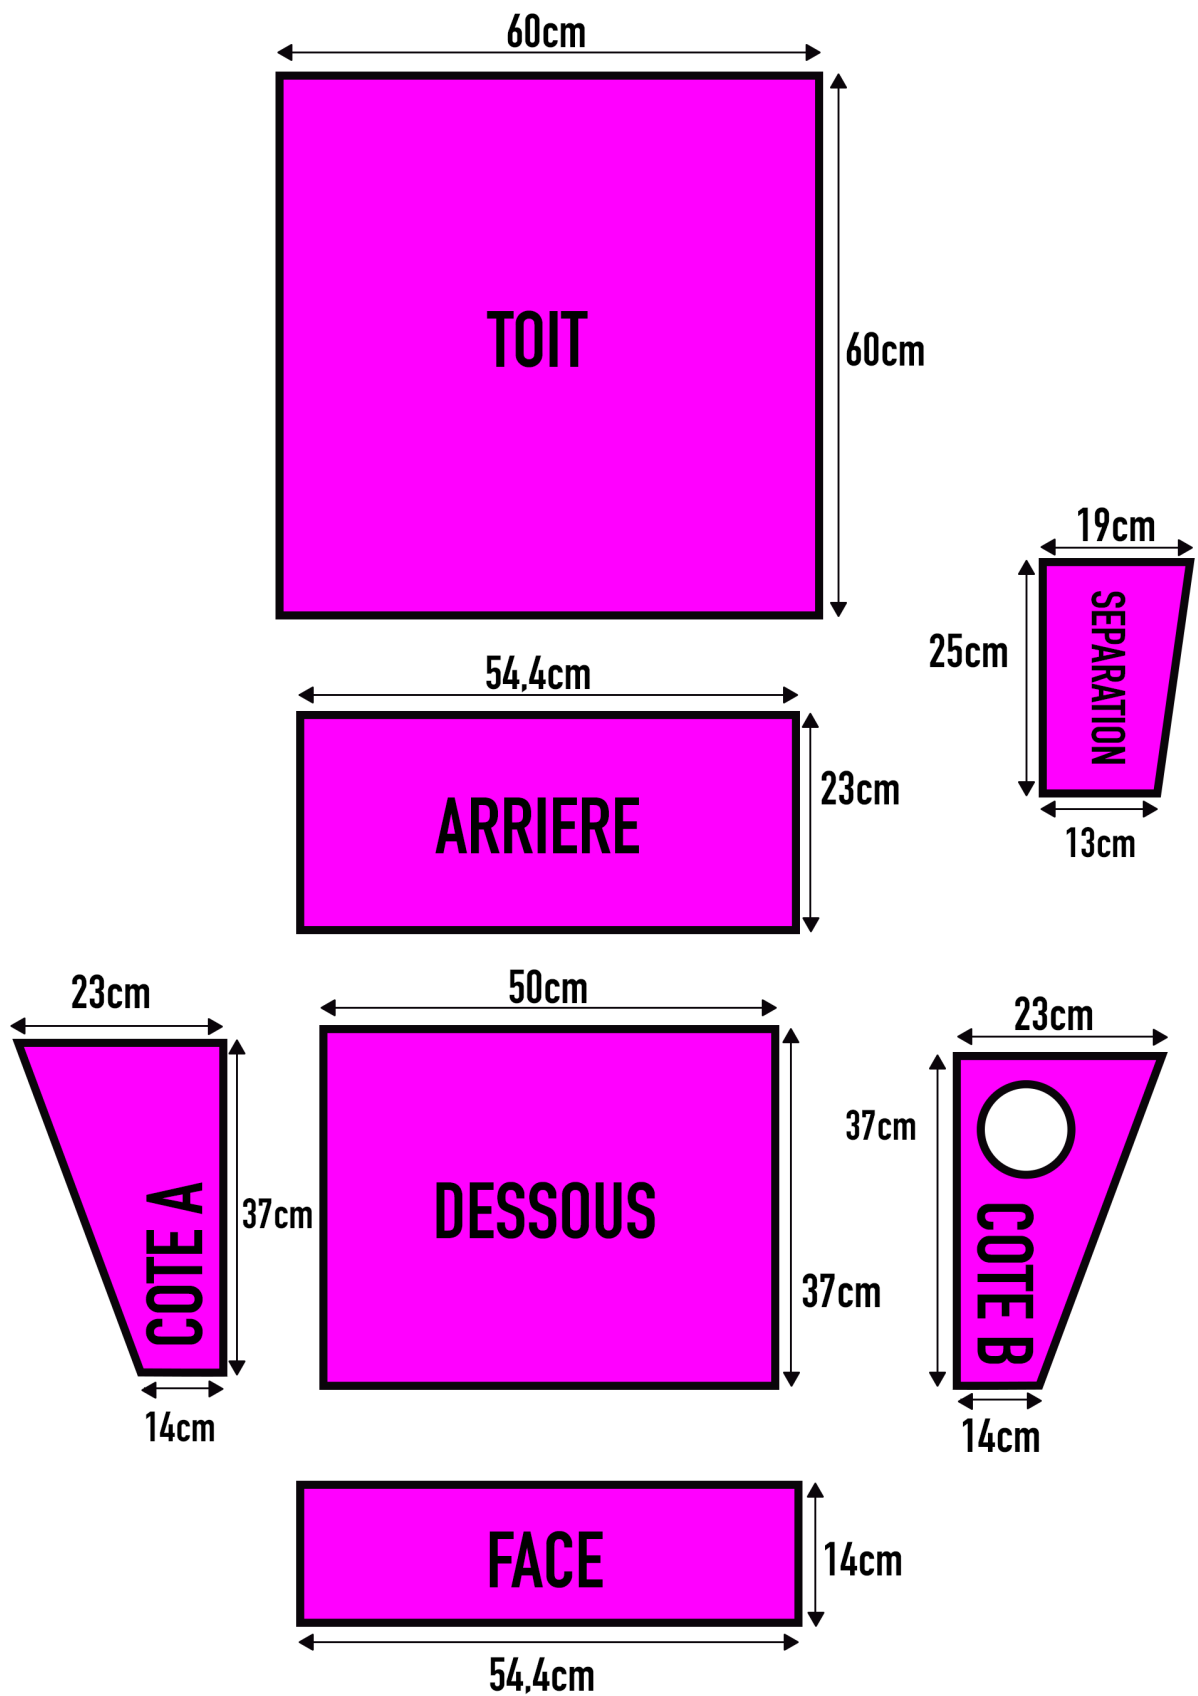 60cm
TOIT
60cm
19cm
SEPARATION
25cm
13cm
54,4cm
ARRIERE
23cm
23cm
COTE A
37cm
14cm
50cm
DESSOUS
37cm
23cm
37cm
COTE B
14cm
FACE
14cm
54,4cm